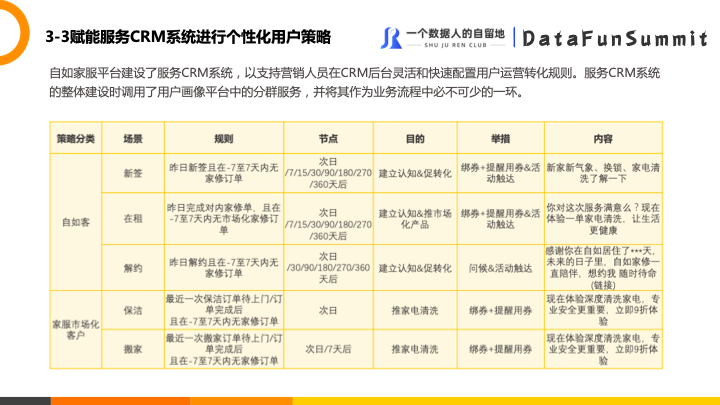 3-3赋能服务CRM系统进行个性化用户策略
一个数据人的自留地
SHU JU REN CLUB
DataFunSummit
自如家服平台建设了服务CRM系统，以支持营销人员在CRM后台灵活和快速配置用户运营转化规则。服务CRM系统
的整体建设时调用了用户画像平台中的分群服务，并将其作为业务流程中必不可少的一环。
策略分类 场景 规则 节点 目的 举措 内容
自如客
新签
昨日新签且在-7至7天内无
家修订单
次日
/7/15/30/90/180/270
/360天后
建立认知&促转化
绑券+提醒用券&活
动触达
新家新气象、换锁、家电清
洗了解一下
在租
昨日完成对内家修单，且在
-7至7天内无市场化家修订
单
次日
/7/15/30/90/180/270
/360天后
建立认知&推市场
化产品
绑券+提醒用券&活
动触达
你对这次服务满意么？现在
体验一单家电清洗，让生活
更健康
解约
昨日解约且在-7至7天内无
家修订单
次日
/30/90/180/270/360
天后
建立认知&促转化
问候&活动触达
感谢你在自如居住了***天，
未来的日子里，自如家修一
直陪伴，想约我 随时待命
(链接)
家服市场化
客户
保洁
最近一次保洁订单待上门/订
单完成后
且在-7至7天内无家修订单
次日
推家电清洗
绑券+提醒用券
现在体验深度清洗家电，专
业安全更重要，立即9折体
验
搬家
最近一次搬家订单待上门/订
单完成后
且在-7至7天内无家修订单
次日/7天后
推家电清洗
绑券+提醒用券
现在体验深度清洗家电，专
业安全更重要，立即9折体
验